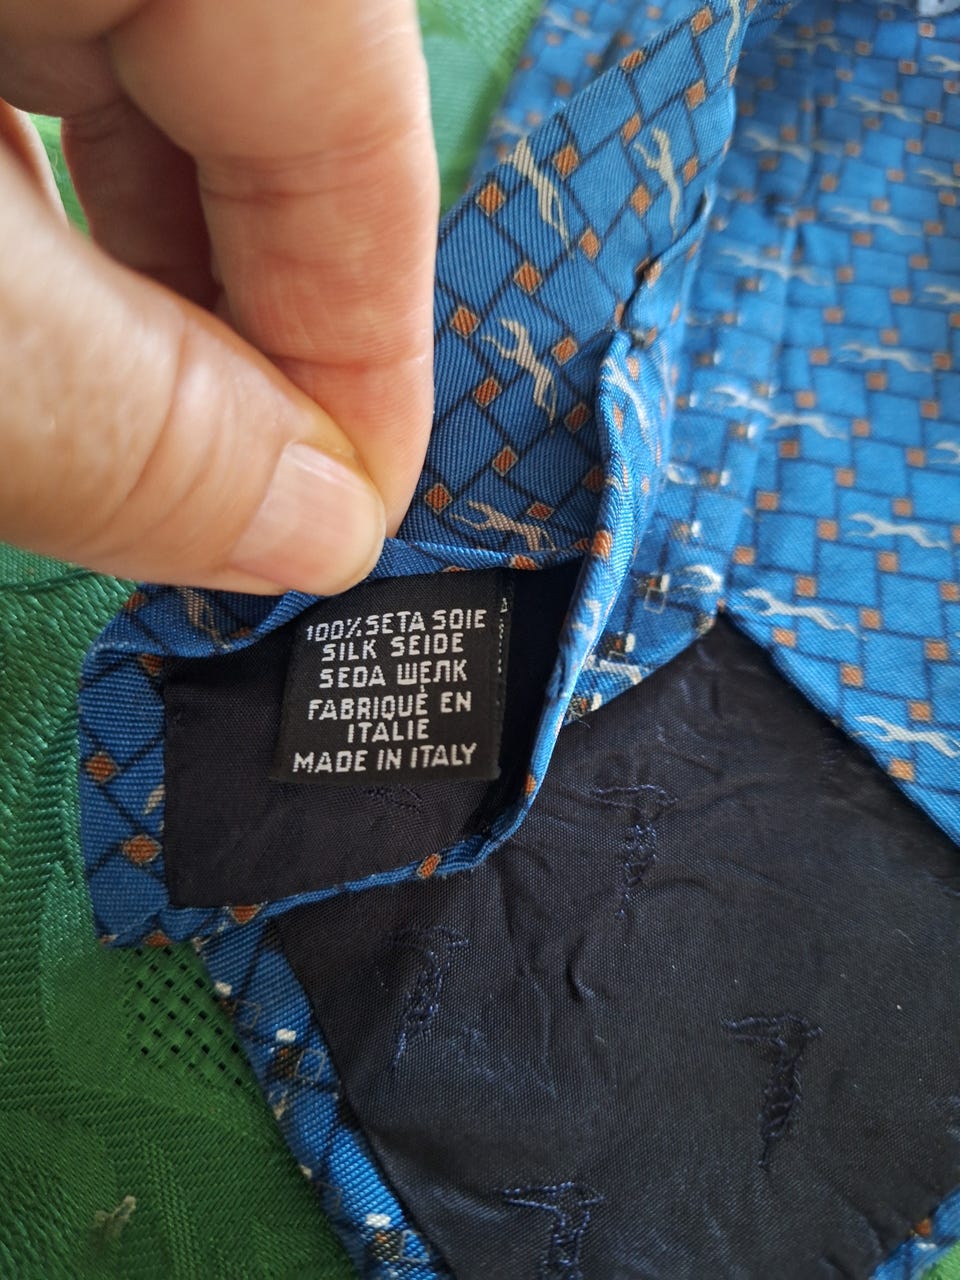 100% SETA SOIE
SILK SEIDE
SEDA ШЕЛК
FABRIQUÉ EN
ITALIE
MADE IN ITALY